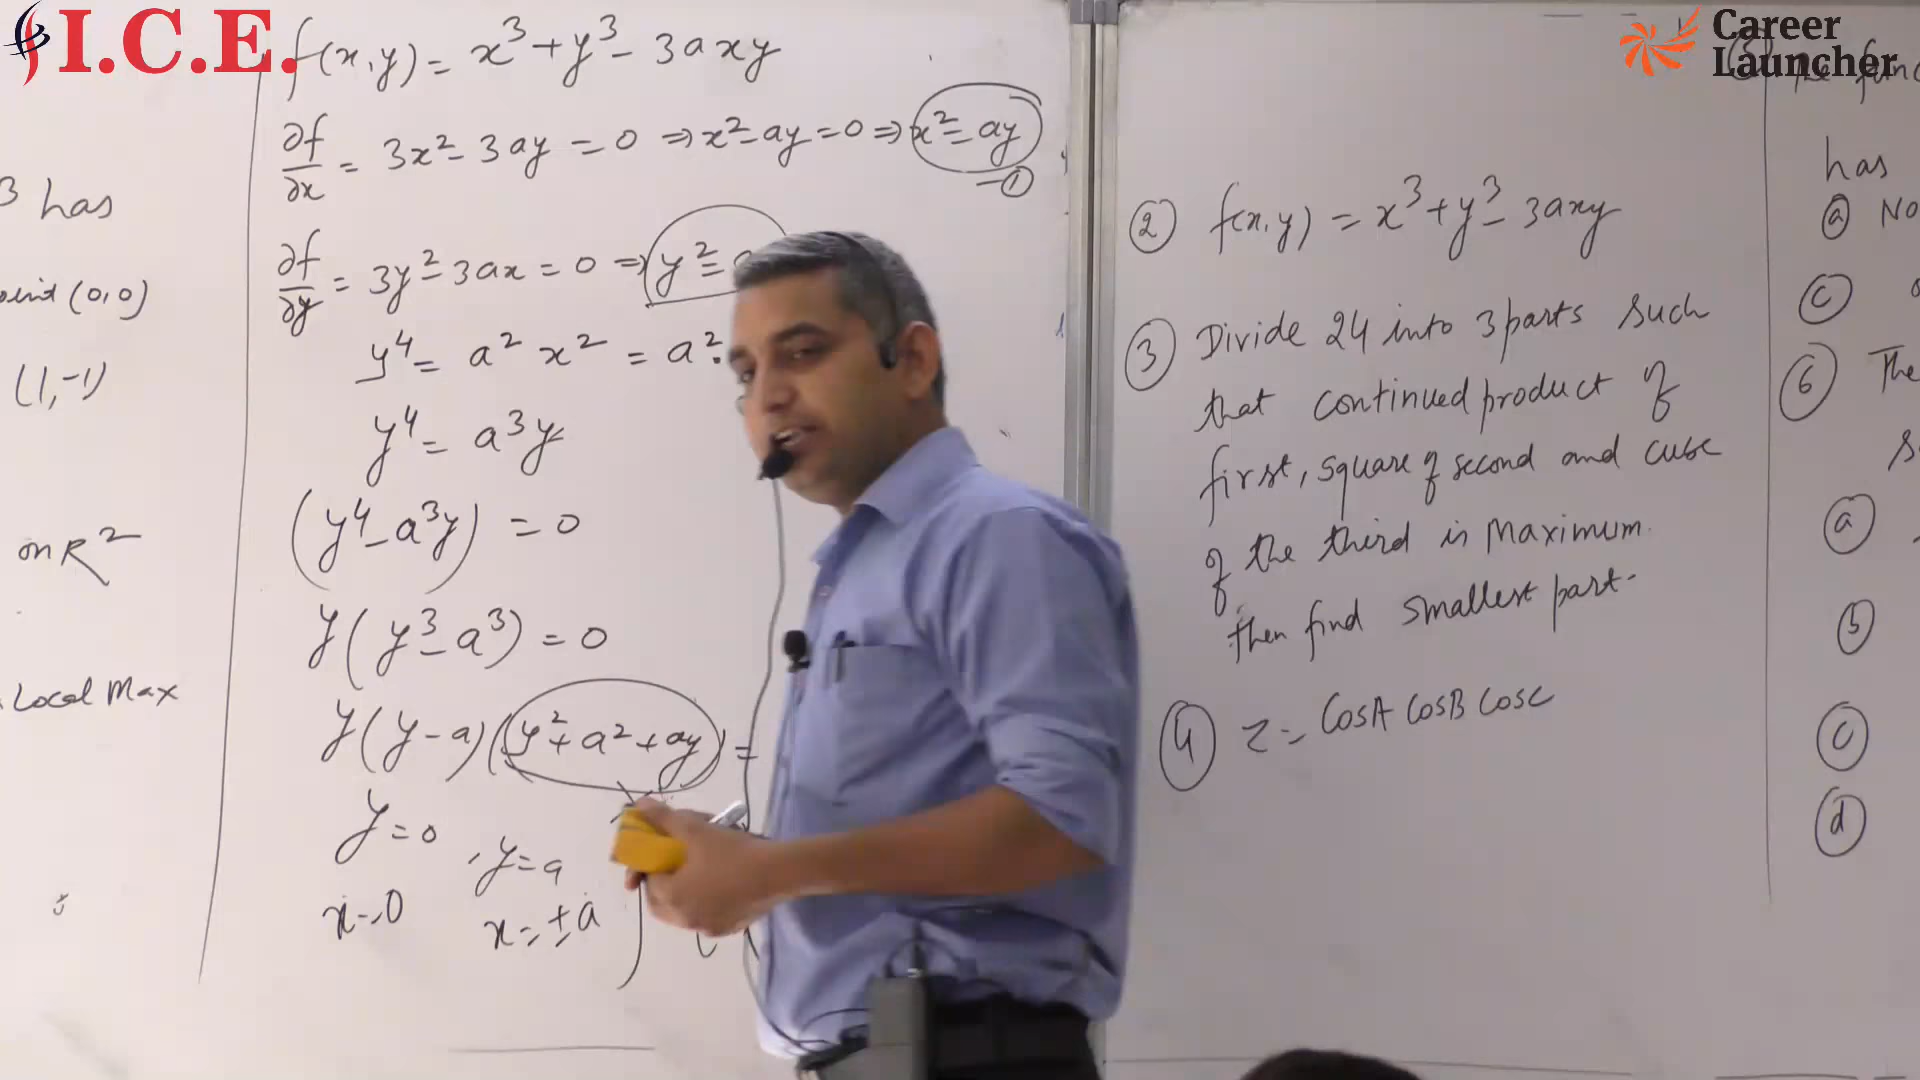 I.C.E.
Career
Launcher
3 has
(0,0)
(1,-1)
on R²
Local Max
f(x,y) = x³+y³-3axy
∂f/∂x = 3x²-3ay = 0 ⇒ x²-ay=0 ⇒ x²=ay
-①
∂f/∂y = 3y²-3ax = 0 ⇒ y²=
y⁴ = a² x² = a².
y⁴ = a³y
(y⁴-a³y) = 0
y(y³-a³) = 0
y(y-a)(y²+a²+ay) =
y=0 , y=a
x=0 x=±a
② f(x,y) = x³+y³-3axy
③ Divide 24 into 3 parts such
that continued product of
first, square of second and cube
of the third is Maximum.
then find smallest part.
④ z = CosA CosB Cosc
has
ⓐ No
ⓒ
⑥ The
ⓐ
ⓑ
ⓒ
ⓓ